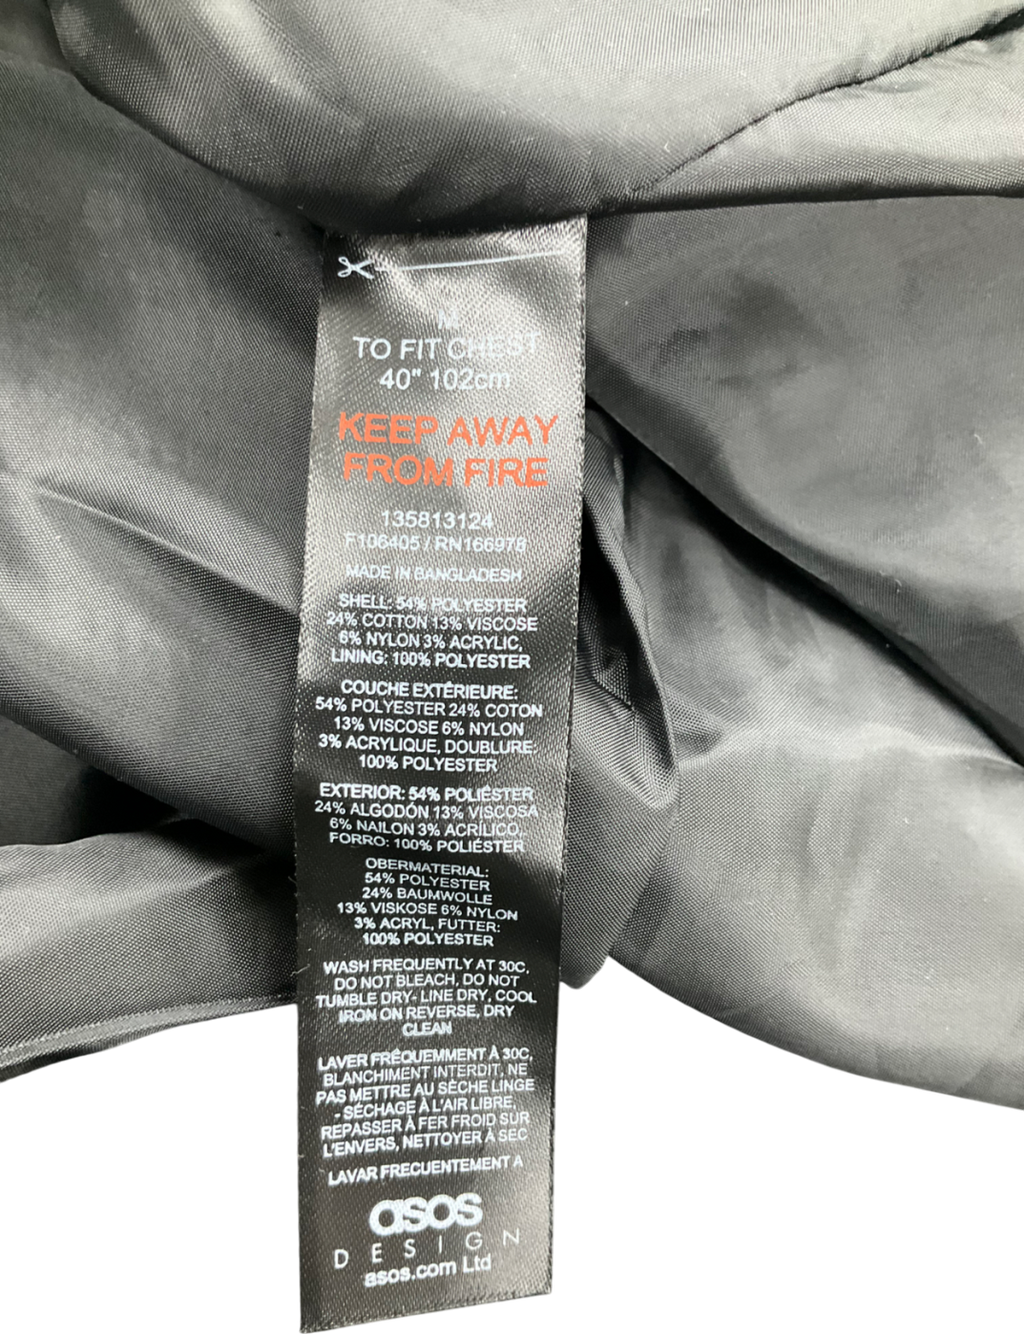 M
TO FIT CHEST
40" 102cm
KEEP AWAY
FROM FIRE
135813124
F106405 / RN166978
MADE IN BANGLADESH
SHELL: 54% POLYESTER
24% COTTON 13% VISCOSE
6% NYLON 3% ACRYLIC,
LINING: 100% POLYESTER
COUCHE EXTÉRIEURE:
54% POLYESTER 24% COTON
13% VISCOSE 6% NYLON
3% ACRYLIQUE, DOUBLURE:
100% POLYESTER
EXTERIOR: 54% POLIÉSTER
24% ALGODÓN 13% VISCOSA
6% NAILON 3% ACRÍLICO,
FORRO: 100% POLIÉSTER
OBERMATERIAL:
54% POLYESTER
24% BAUMWOLLE
13% VISKOSE 6% NYLON
3% ACRYL, FUTTER:
100% POLYESTER
WASH FREQUENTLY AT 30C,
DO NOT BLEACH, DO NOT
TUMBLE DRY- LINE DRY, COOL
IRON ON REVERSE, DRY
CLEAN
LAVER FRÉQUEMMENT À 30C,
BLANCHIMENT INTERDIT, NE
PAS METTRE AU SÈCHE LINGE
- SÉCHAGE À L'AIR LIBRE,
REPASSER À FER FROID SUR
L'ENVERS, NETTOYER À SEC
LAVAR FRECUENTEMENT A
asos
DESIGN
asos.com Ltd